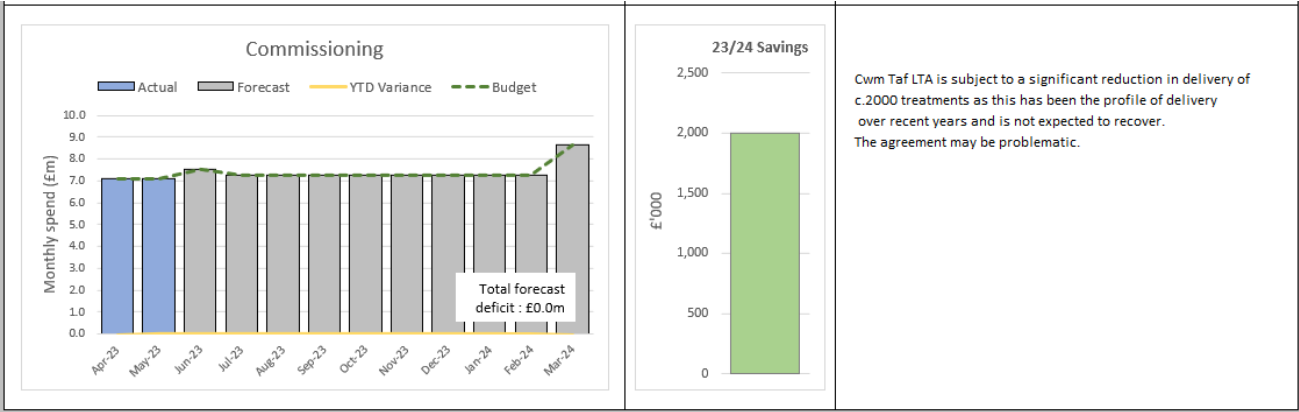 Commissioning
Actual Forecast YTD Variance Budget
10.0
9.0
8.0
7.0
6.0
5.0
4.0
3.0
2.0
1.0
0.0
Monthly spend (£m)
Total forecast
deficit : £0.0m
Apr-23 May-23 Jun-23 Jul-23 Aug-23 Sep-23 Oct-23 Nov-23 Dec-23 Jan-24 Feb-24 Mar-24
23/24 Savings
2,500
2,000
1,500
1,000
500
0
£'000
Cwm Taf LTA is subject to a significant reduction in delivery of
c.2000 treatments as this has been the profile of delivery
over recent years and is not expected to recover.
The agreement may be problematic.